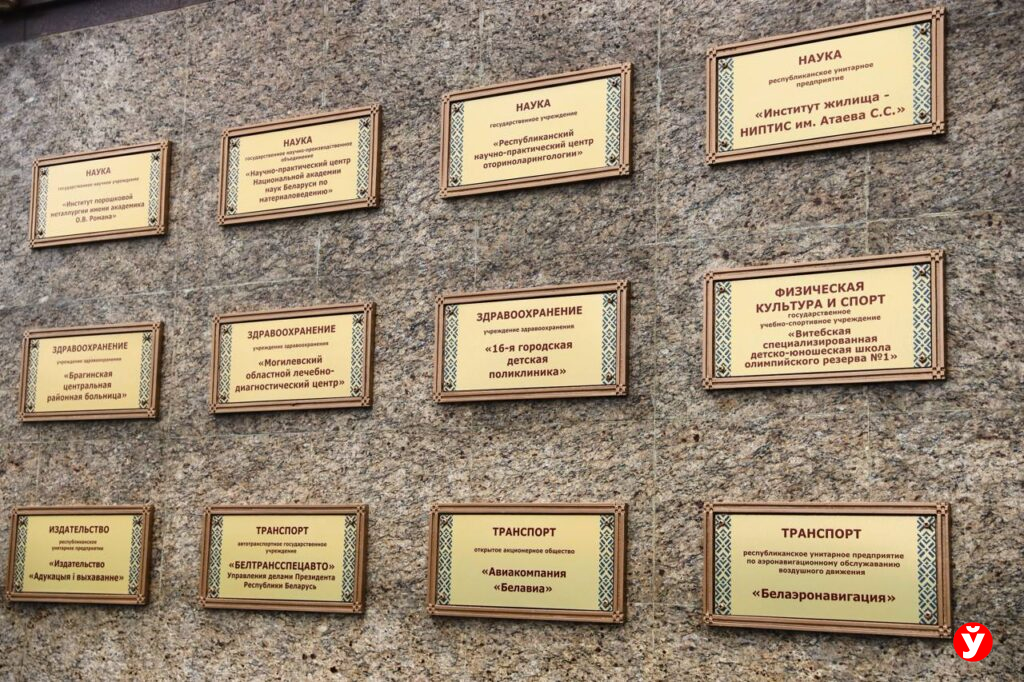 НАУКА
государственное научное учреждение
«Институт порошковой
металлургии имени академика
О.В. Романа»
НАУКА
государственное научно-производственное
объединение
«Научно-практический центр
Национальной академии
наук Беларуси по
материаловедению»
НАУКА
государственное учреждение
«Республиканский
научно-практический центр
оториноларингологии»
НАУКА
республиканское унитарное
предприятие
«Институт жилища -
НИПТИС им. Атаева С.С.»
ЗДРАВООХРАНЕНИЕ
учреждение здравоохранения
«Брагинская
центральная
районная больница»
ЗДРАВООХРАНЕНИЕ
учреждение здравоохранения
«Могилевский
областной лечебно-
диагностический центр»
ЗДРАВООХРАНЕНИЕ
учреждение здравоохранения
«16-я городская
детская
поликлиника»
ФИЗИЧЕСКАЯ
КУЛЬТУРА И СПОРТ
государственное
учебно-спортивное учреждение
«Витебская
специализированная
детско-юношеская школа
олимпийского резерва №1»
ИЗДАТЕЛЬСТВО
республиканское
унитарное предприятие
«Издательство
«Адукацыя і выхаванне»
ТРАНСПОРТ
автотранспортное государственное
учреждение
«БЕЛТРАНССПЕЦАВТО»
Управления делами Президента
Республики Беларусь
ТРАНСПОРТ
открытое акционерное общество
«Авиакомпания
«Белавиа»
ТРАНСПОРТ
республиканское унитарное предприятие
по аэронавигационному обслуживанию
воздушного движения
«Белаэронавигация»
Ў